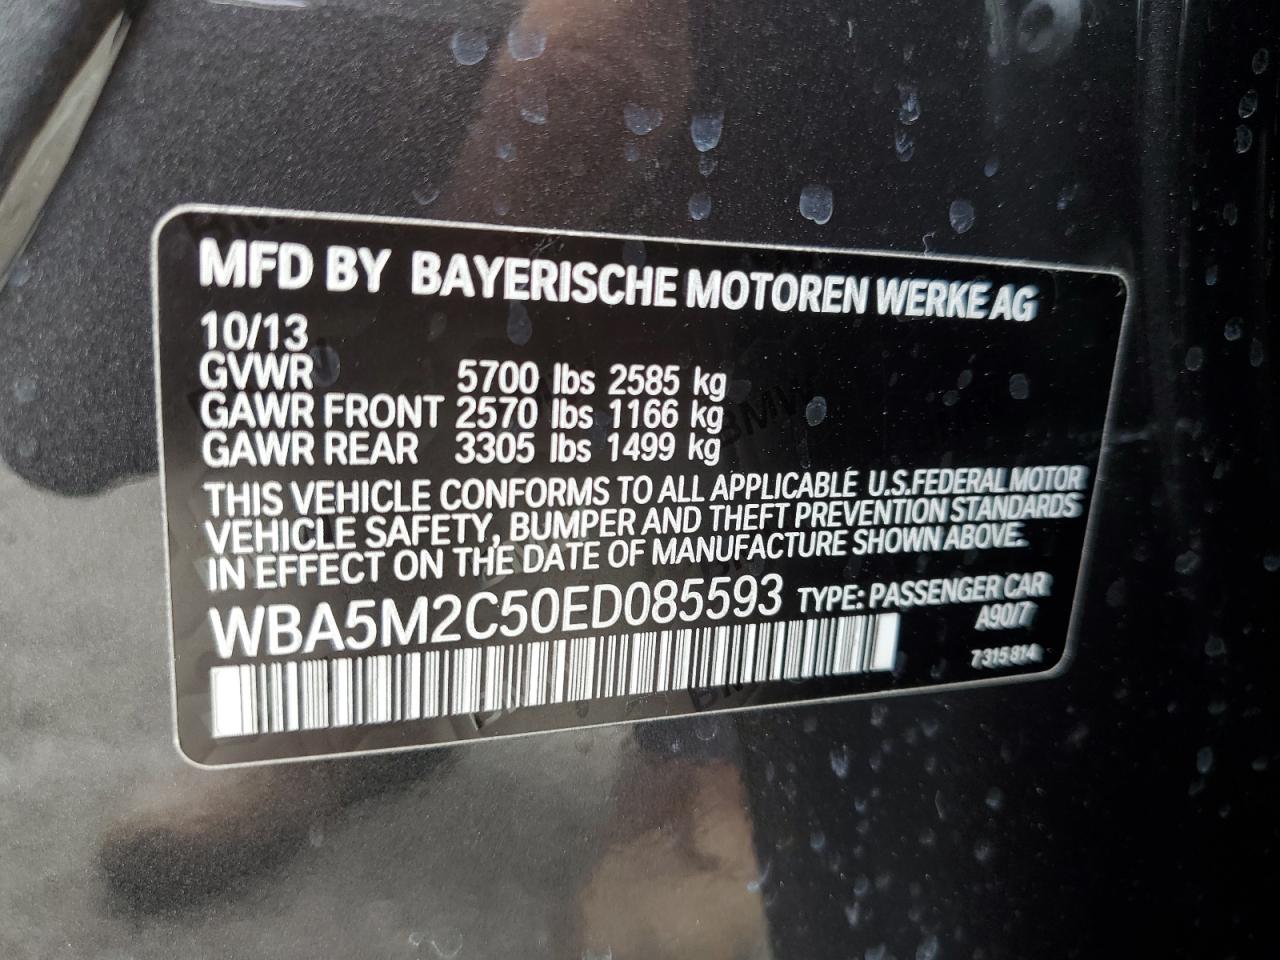 MFD BY BAYERISCHE MOTOREN WERKE AG
10/13
GVWR 5700 lbs 2585 kg
GAWR FRONT 2570 lbs 1166 kg
GAWR REAR 3305 lbs 1499 kg
THIS VEHICLE CONFORMS TO ALL APPLICABLE U.S.FEDERAL MOTOR
VEHICLE SAFETY, BUMPER AND THEFT PREVENTION STANDARDS
IN EFFECT ON THE DATE OF MANUFACTURE SHOWN ABOVE.
WBA5M2C50ED085593 TYPE: PASSENGER CAR
A90/7
7 315 814